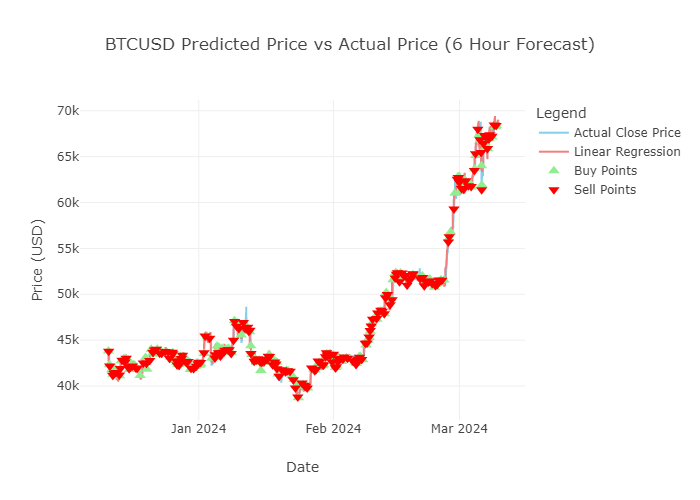 BTCUSD Predicted Price vs Actual Price (6 Hour Forecast)
70k
65k
60k
55k
50k
45k
40k
Price (USD)
Jan 2024
Feb 2024
Mar 2024
Date
Legend
Actual Close Price
Linear Regression
Buy Points
Sell Points